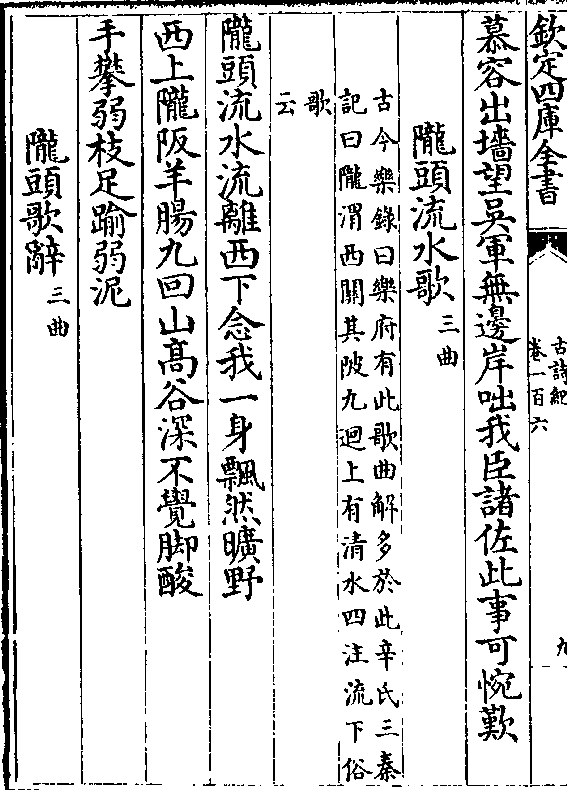 欽定四庫全書
古詩紀
卷一百六
九
慕容出墻望吳軍無邊岸咄我臣諸佐此事可惋歎
隴頭流水歌三曲
古今樂錄曰樂府有此歌曲解多於此辛氏三秦
記曰隴渭西關其陂九迴上有清水四注流下俗
歌
云
隴頭流水流離西下念我一身飄然曠野
西上隴阪羊腸九回山高谷深不覺脚酸
手攀弱枝足踰弱泥
隴頭歌辭三曲